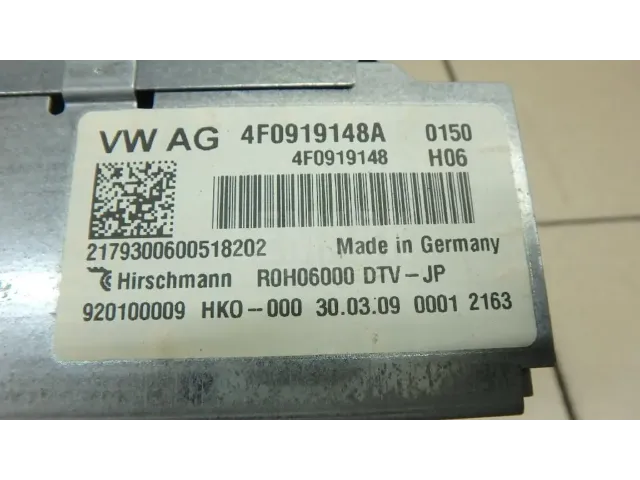 VW AG 4F0919148A 0150
4F0919148 H06
2179300600518202 Made in Germany
Hirschmann R0H06000 DTV-JP
920100009 HKO-000 30.03.09 0001 2163